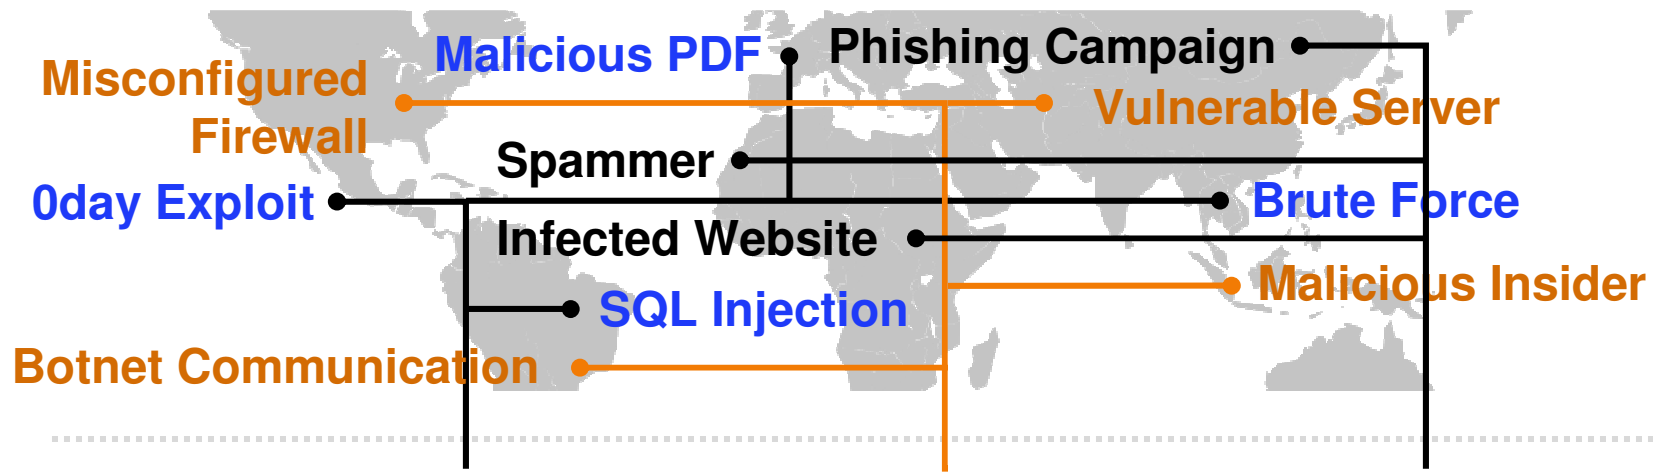 Malicious PDF
Phishing Campaign
Misconfigured
Firewall
Vulnerable Server
Spammer
0day Exploit
Brute Force
Infected Website
Malicious Insider
SQL Injection
Botnet Communication